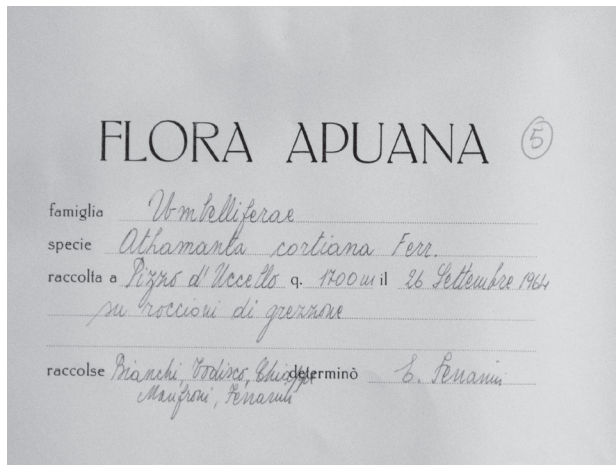 FLORA APUANA 5
famiglia Umbelliferae
specie Athamanta cortiana Ferr.
raccolta a Pizzo d'Uccello q. 1700 m il 26 Settembre 1964
su roccioni di grezzone
raccolse Bianchi, Todisco, determinò E. Ferrarini
Manfroni, Ferrarini